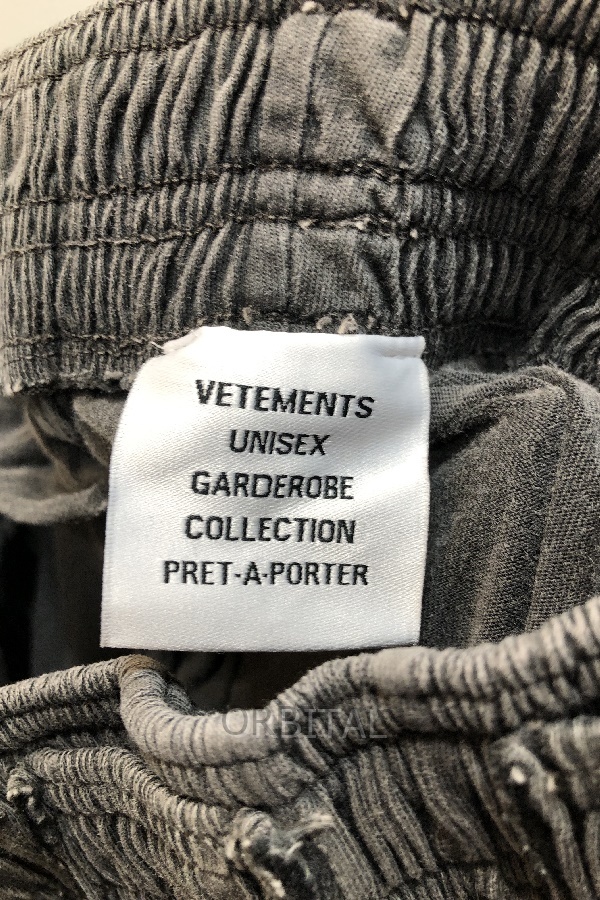 VETEMENTS
UNISEX
GARDEROBE
COLLECTION
PRET-A-PORTER
ORBITAL